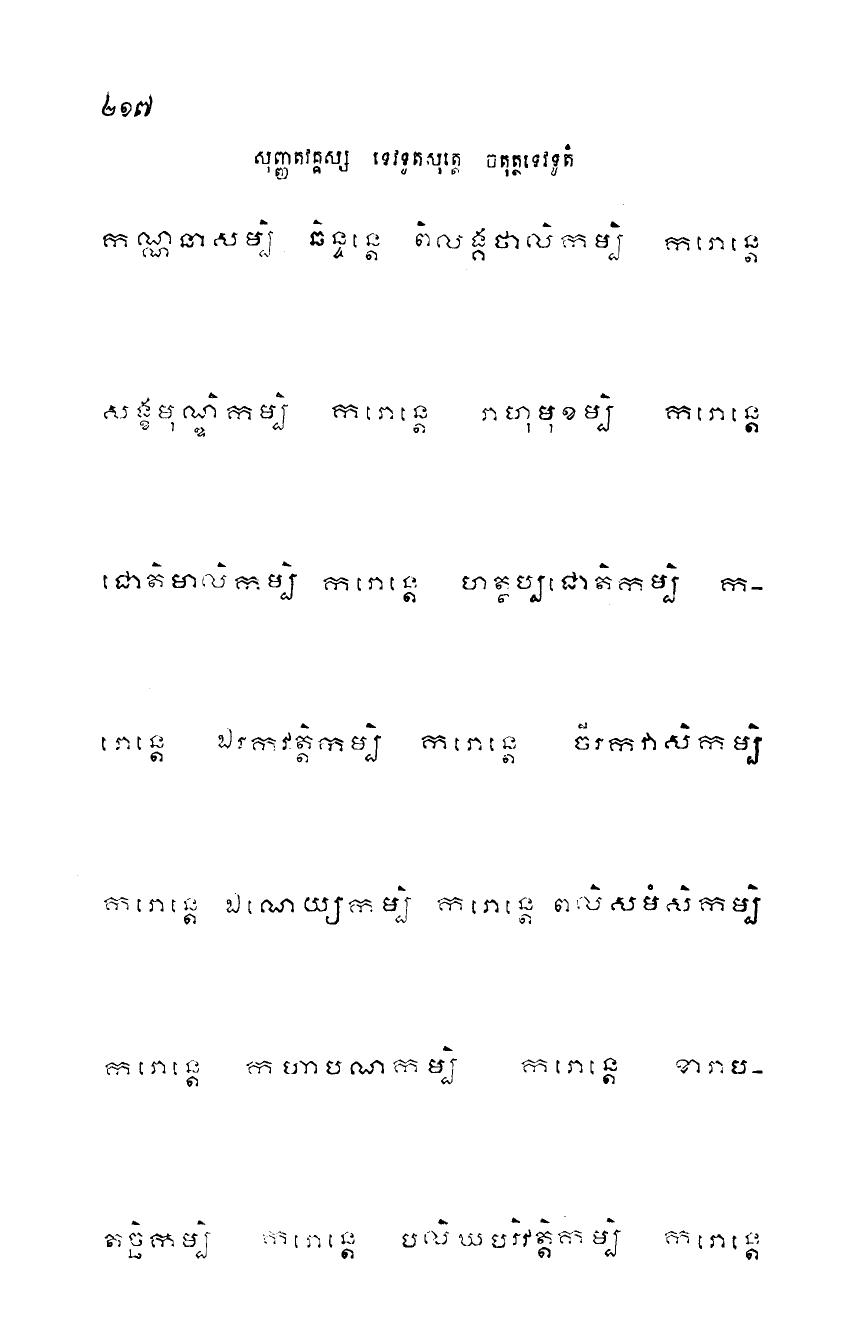 ២១៧
សុញ្ញតវគ្គស្ស ទេវទូតសុត្តេ ចតុត្ថទេវទូតំ
កណ្ណនាសម្បិ ឆិន្ទន្តេ ពិលង្គថាលិកម្បិ ករោន្តេ
សង្ខមុណ្ឌិកម្បិ ករោន្តេ រាហុមុខម្បិ ករោន្តេ
ជោតិមាលិកម្បិ ករោន្តេ ហត្ថប្បជោតិកម្បិ ក-
រោន្តេ ឯរកវត្តិកម្បិ ករោន្តេ ចីរកវាសិកម្បិ
ករោន្តេ ឯណេយ្យកម្បិ ករោន្តេ ពលិសមំសិកម្បិ
ករោន្តេ កហាបណកម្បិ ករោន្តេ ខារាប-
តច្ឆិកម្បិ ករោន្តេ បលិឃបរិវត្តិកម្បិ ករោន្តេ